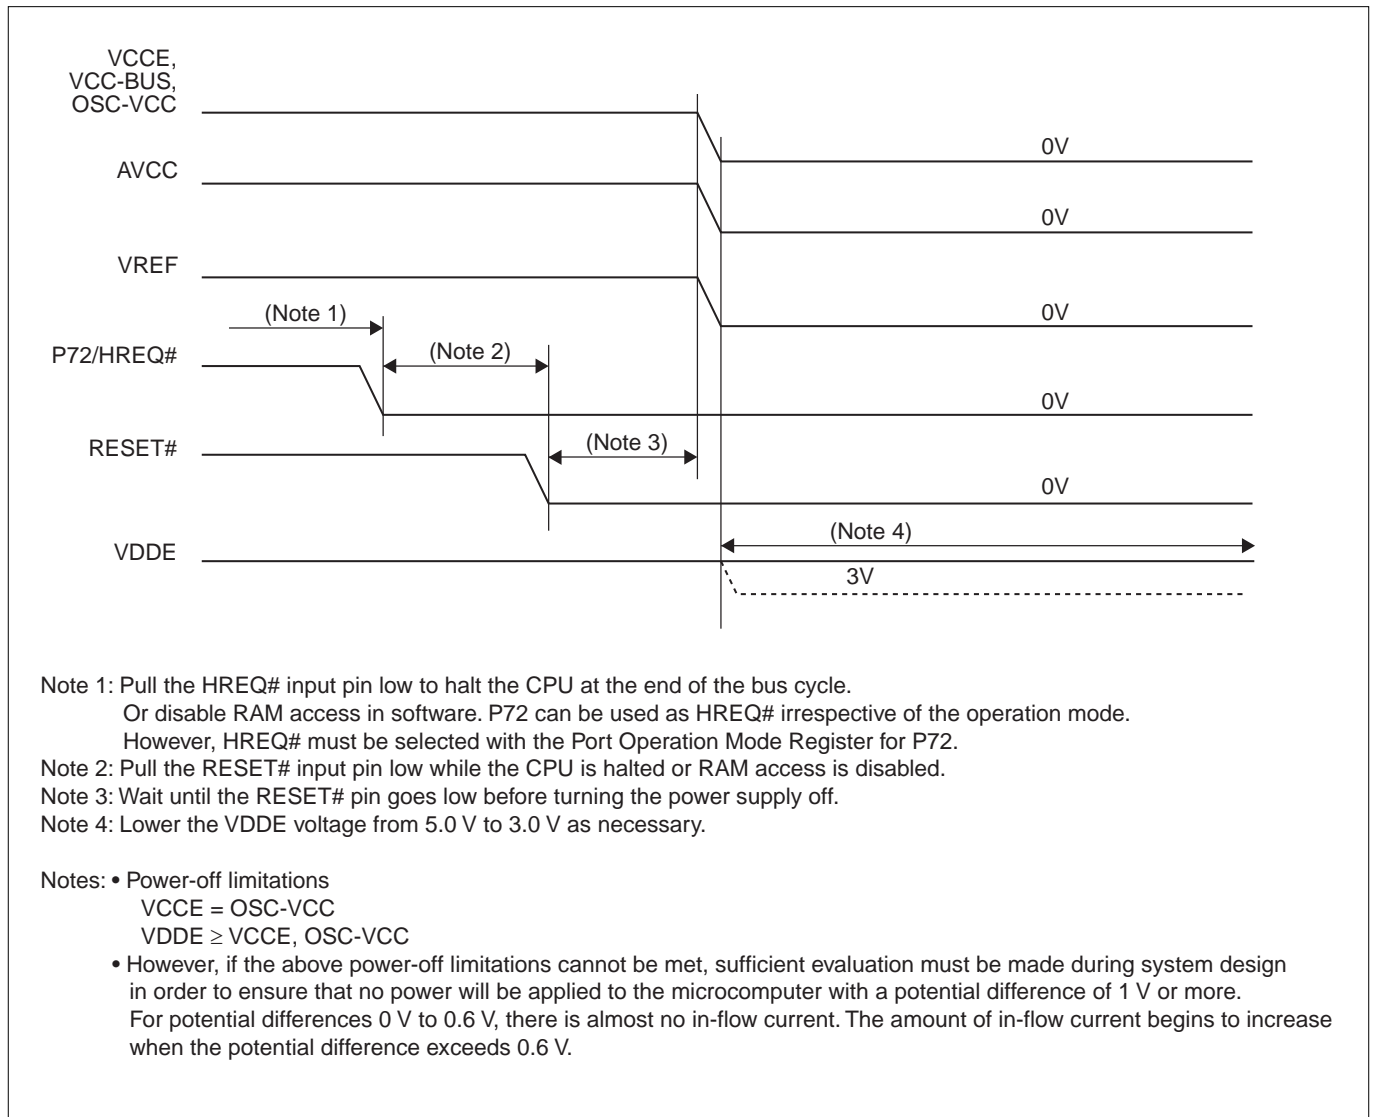 VCCE,
VCC-BUS,
OSC-VCC
0V
AVCC
0V
VREF
0V
(Note 1)
P72/HREQ#
(Note 2)
0V
RESET#
(Note 3)
0V
VDDE
(Note 4)
3V
Note 1: Pull the HREQ# input pin low to halt the CPU at the end of the bus cycle.
Or disable RAM access in software. P72 can be used as HREQ# irrespective of the operation mode.
However, HREQ# must be selected with the Port Operation Mode Register for P72.
Note 2: Pull the RESET# input pin low while the CPU is halted or RAM access is disabled.
Note 3: Wait until the RESET# pin goes low before turning the power supply off.
Note 4: Lower the VDDE voltage from 5.0 V to 3.0 V as necessary.
Notes: • Power-off limitations
VCCE = OSC-VCC
VDDE ≥ VCCE, OSC-VCC
• However, if the above power-off limitations cannot be met, sufficient evaluation must be made during system design
in order to ensure that no power will be applied to the microcomputer with a potential difference of 1 V or more.
For potential differences 0 V to 0.6 V, there is almost no in-flow current. The amount of in-flow current begins to increase
when the potential difference exceeds 0.6 V.